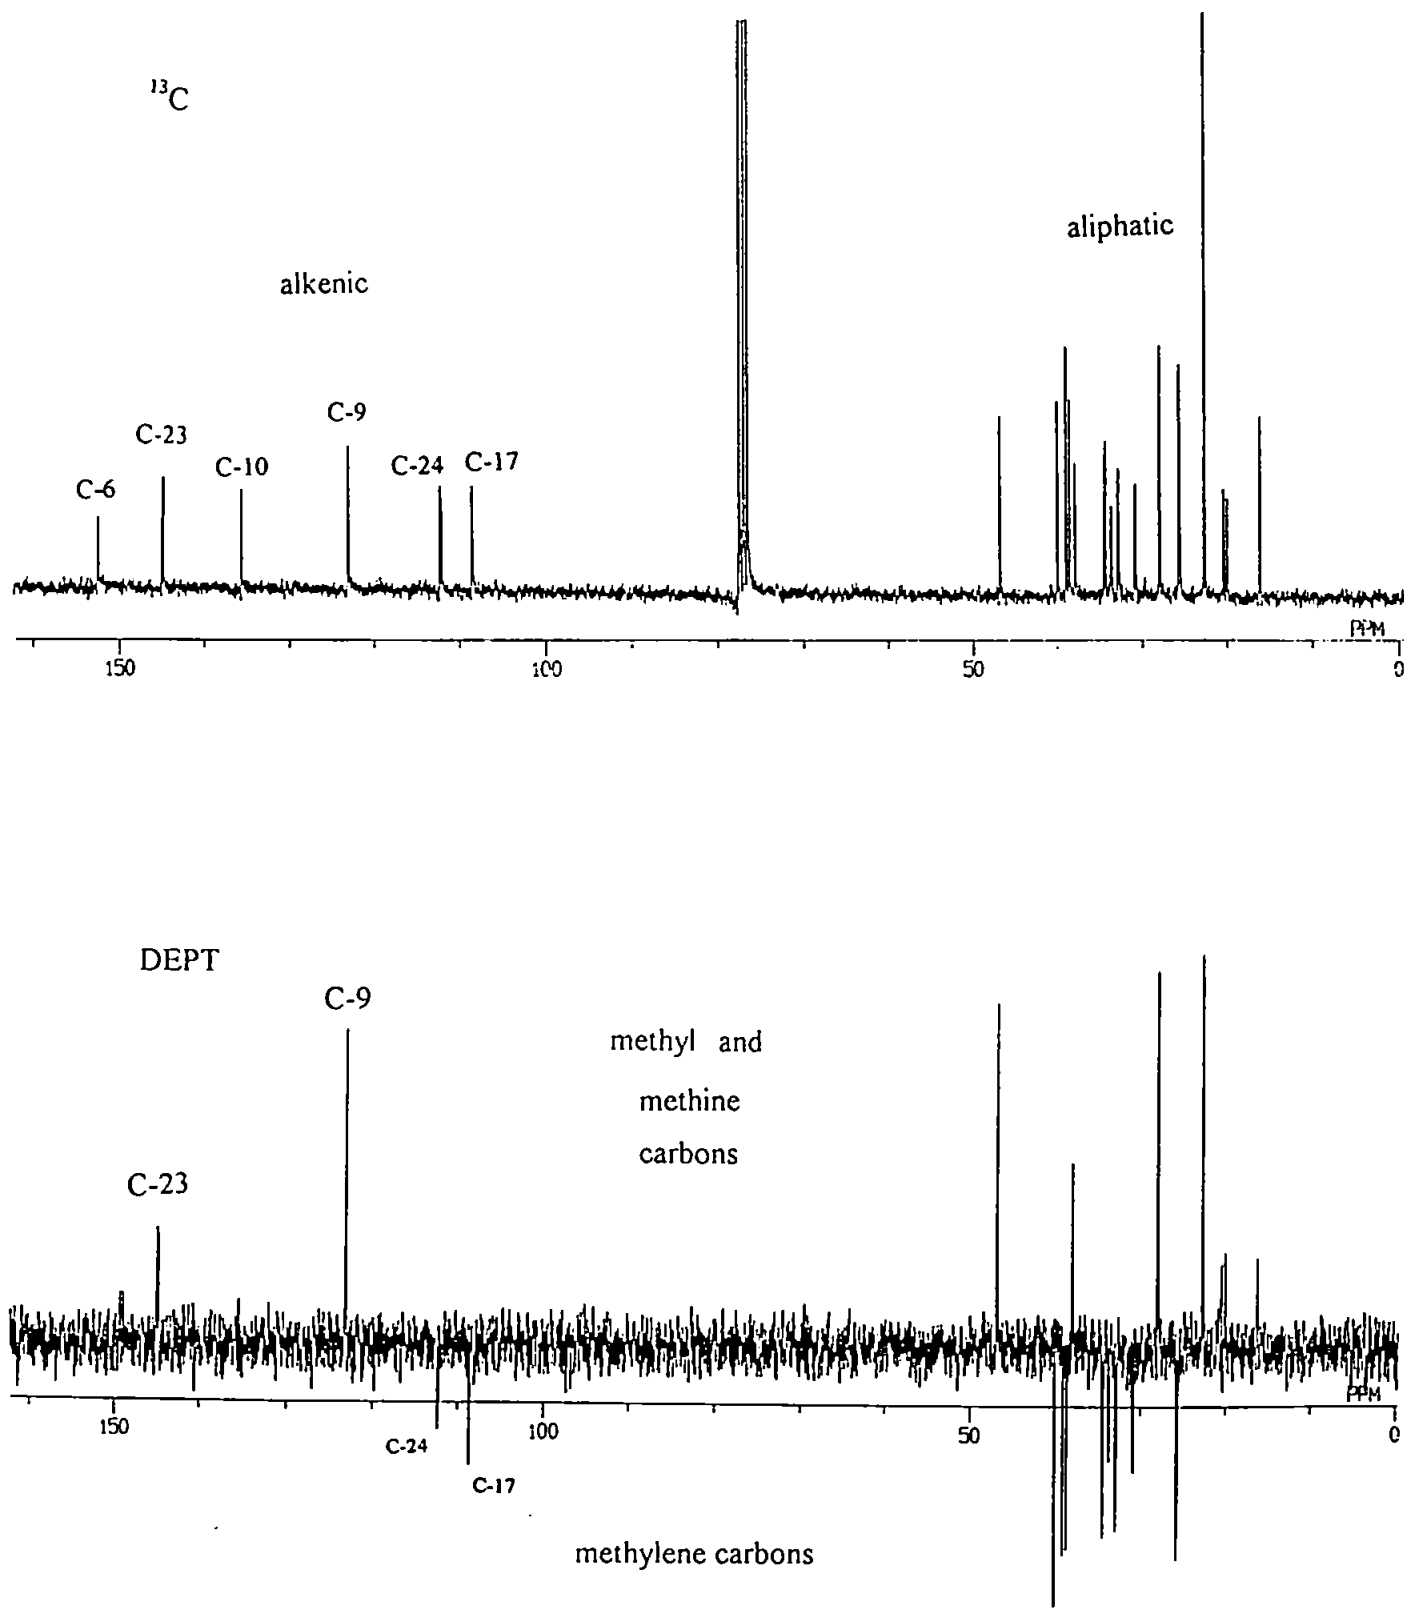 ¹³C
aliphatic
alkenic
C-9
C-23
C-10
C-24
C-17
C-6
PPM
150
100
50
0
DEPT
C-9
methyl and
methine
carbons
C-23
PPM
150
100
50
0
C-24
C-17
methylene carbons